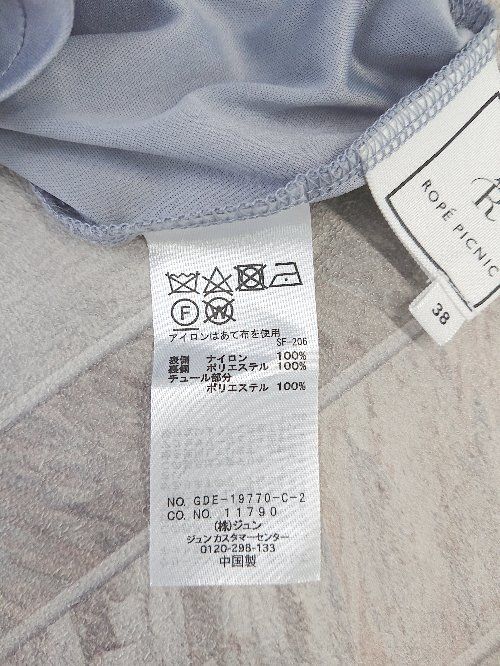 F
W
アイロンはあて布を使用
SF-206
表側 ナイロン 100%
裏側 ポリエステル 100%
チュール部分
ポリエステル 100%
NO. GDE-19770-C-2
CO. NO. 11790
(株)ジュン
ジュンカスタマーセンター
0120-298-133
中国製
R
ROPÉ PICNIC
38